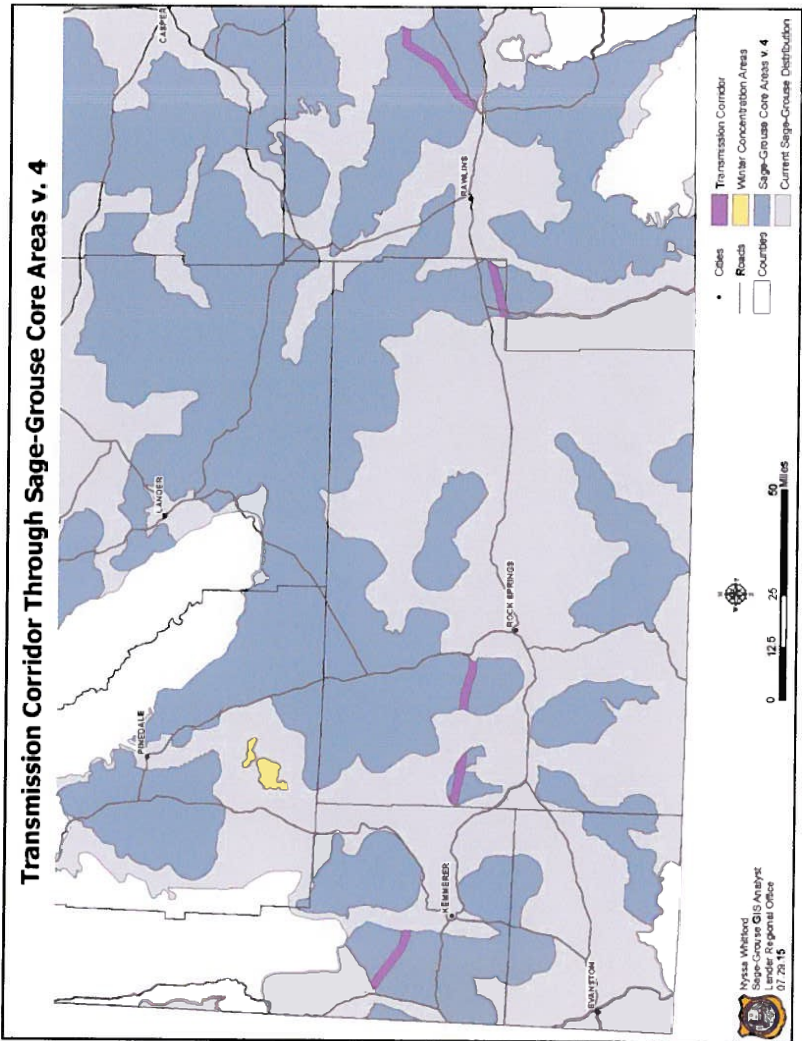 Transmission Corridor Through Sage-Grouse Core Areas v. 4
CASPER
LANDER
PINEDALE
RAWLINS
ROCK SPRINGS
KEMMERER
EVANSTON
Nyssa Whitford
Sage-Grouse GIS Analyst
Lander Regional Office
07.29.15
0 12.5 25 50
Miles
Cities
Roads
Counties
Transmission Corridor
Winter Concentration Areas
Sage-Grouse Core Areas v. 4
Current Sage-Grouse Distribution